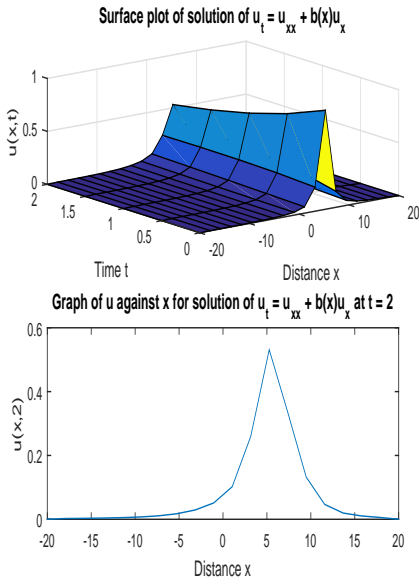 Surface plot of solution of u_t = u_xx + b(x)u_x
1
0.5
0
u(x,t)
2
1.5
1
0.5
0
Time t
-20
-10
0
10
20
Distance x
Graph of u against x for solution of u_t = u_xx + b(x)u_x at t = 2
0.6
0.4
0.2
0
u(x,2)
-20 -15 -10 -5 0 5 10 15 20
Distance x